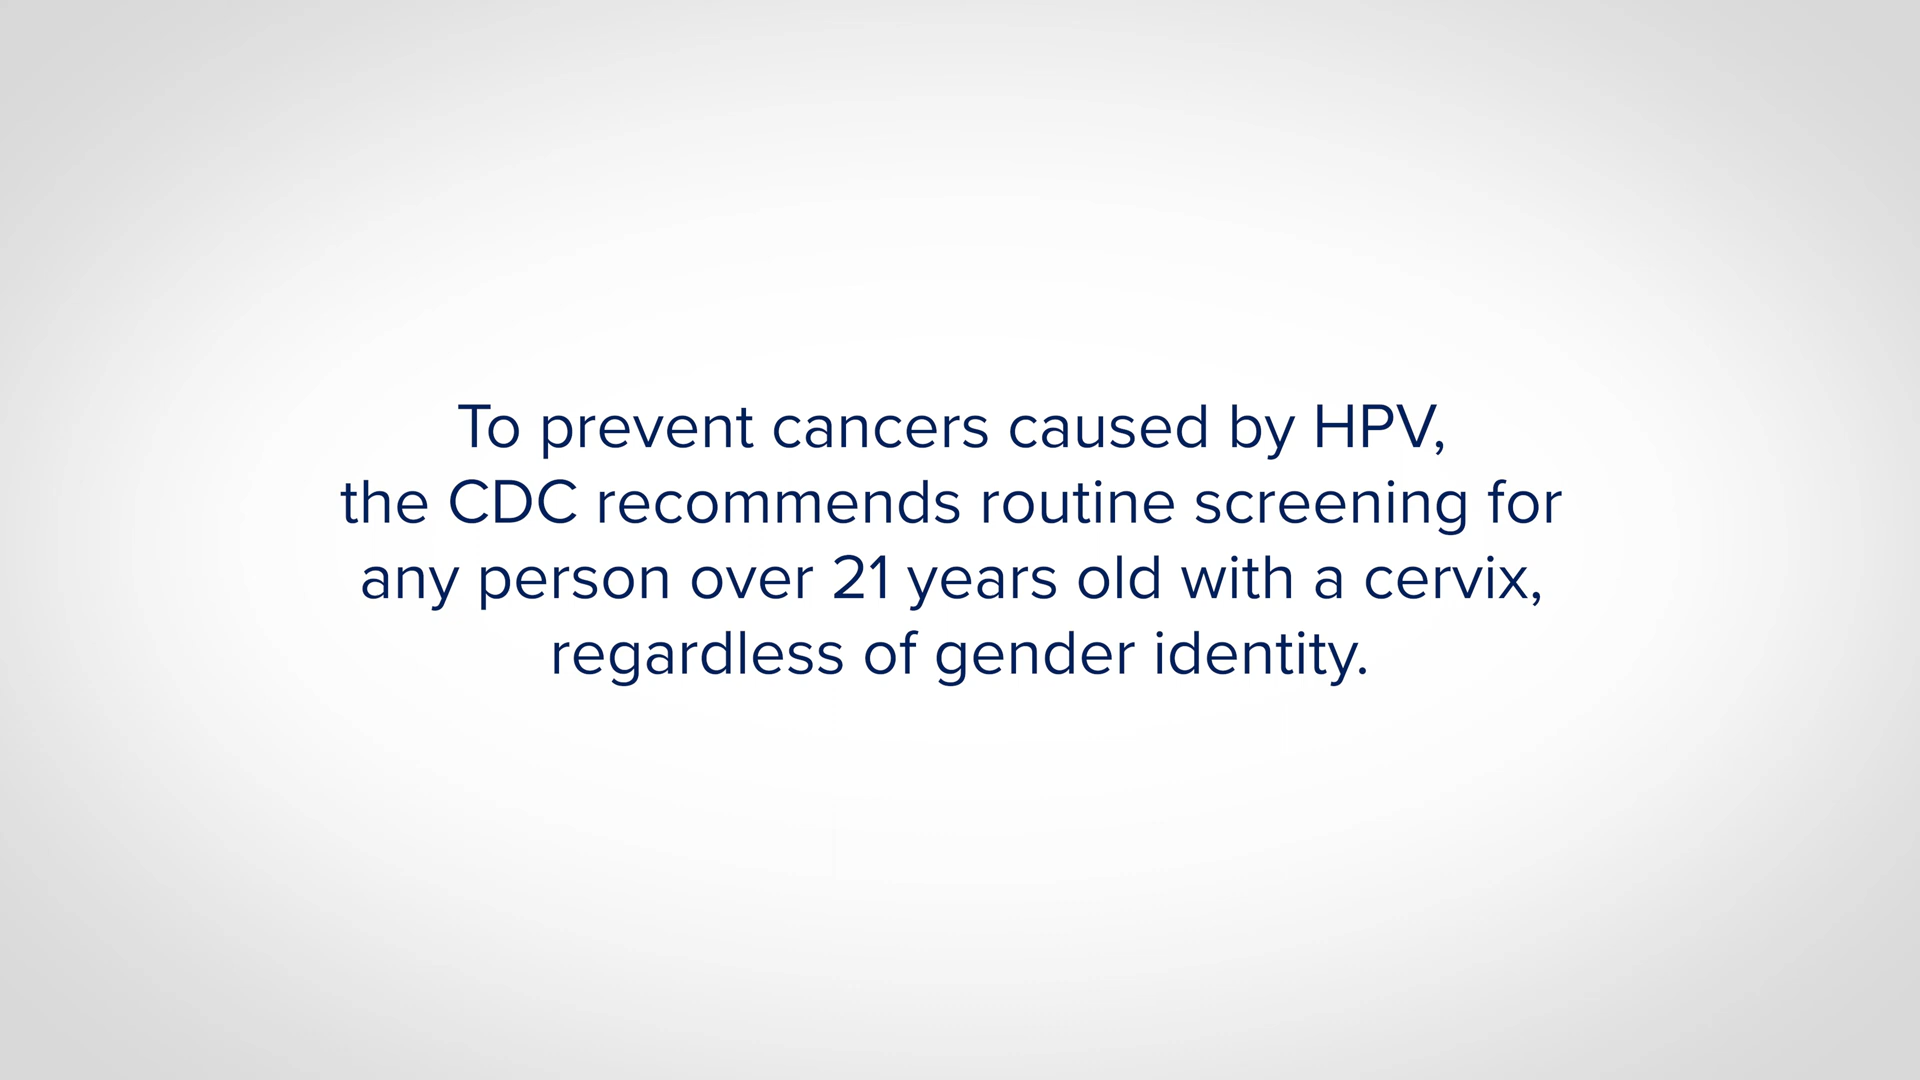 To prevent cancers caused by HPV,
the CDC recommends routine screening for
any person over 21 years old with a cervix,
regardless of gender identity.